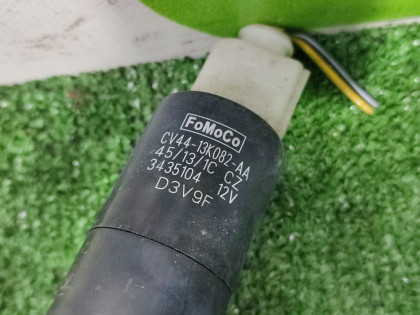 FoMoCo
CV44-13K082-AA
45/13/1C CZ
3435104 12V
D3V9F